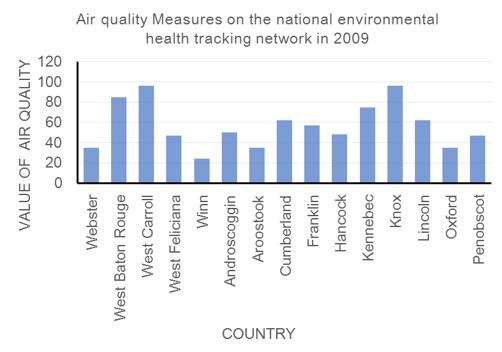 Air quality Measures on the national environmental
health tracking network in 2009
VALUE OF AIR QUALITY
120
100
80
60
40
20
0
Webster
West Baton Rouge
West Carroll
West Feliciana
Winn
Androscoggin
Aroostook
Cumberland
Franklin
Hancock
Kennebec
Knox
Lincoln
Oxford
Penobscot
COUNTRY